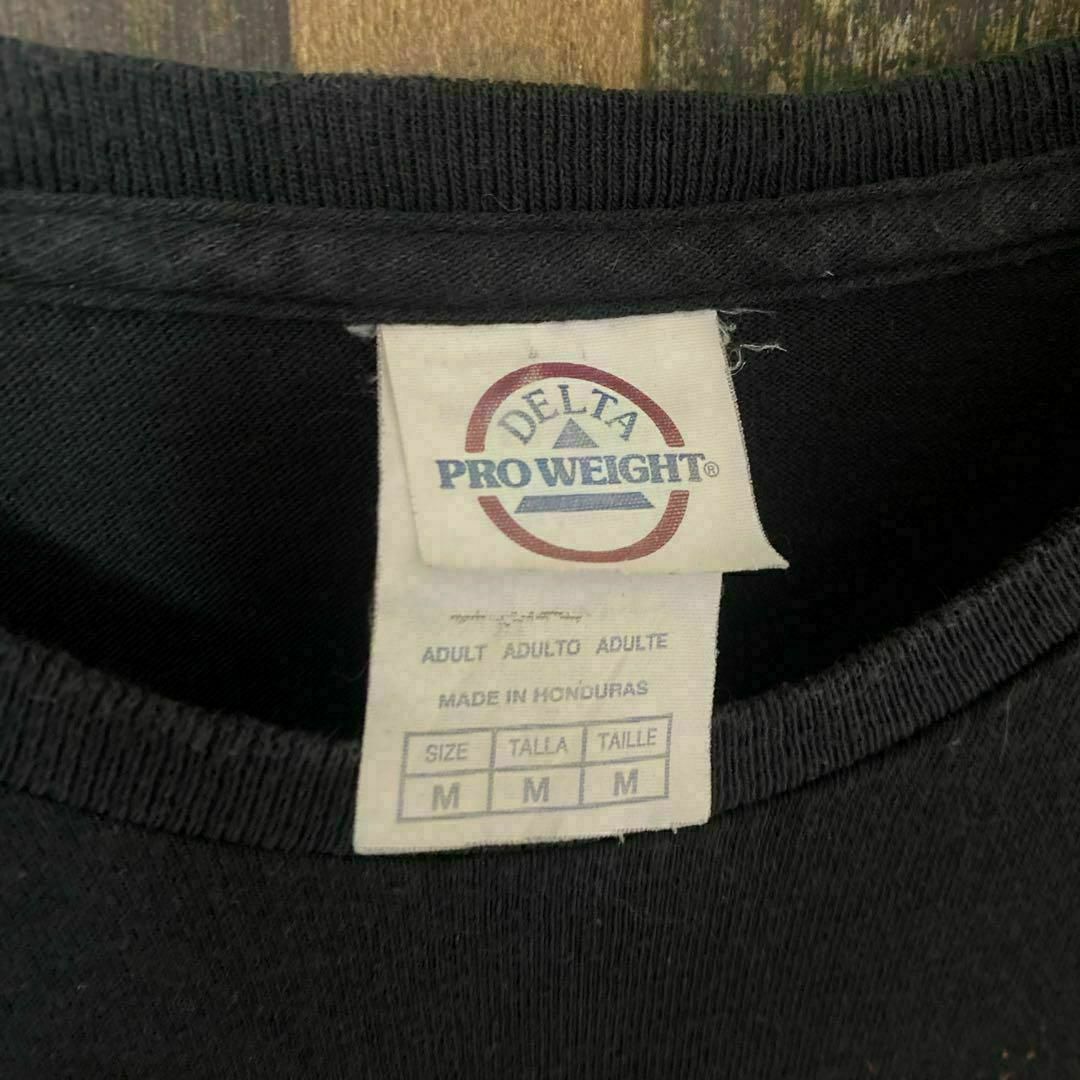 DELTA
PRO WEIGHT®
ADULT ADULTO ADULTE
MADE IN HONDURAS
SIZE TALLA TAILLE
M M M